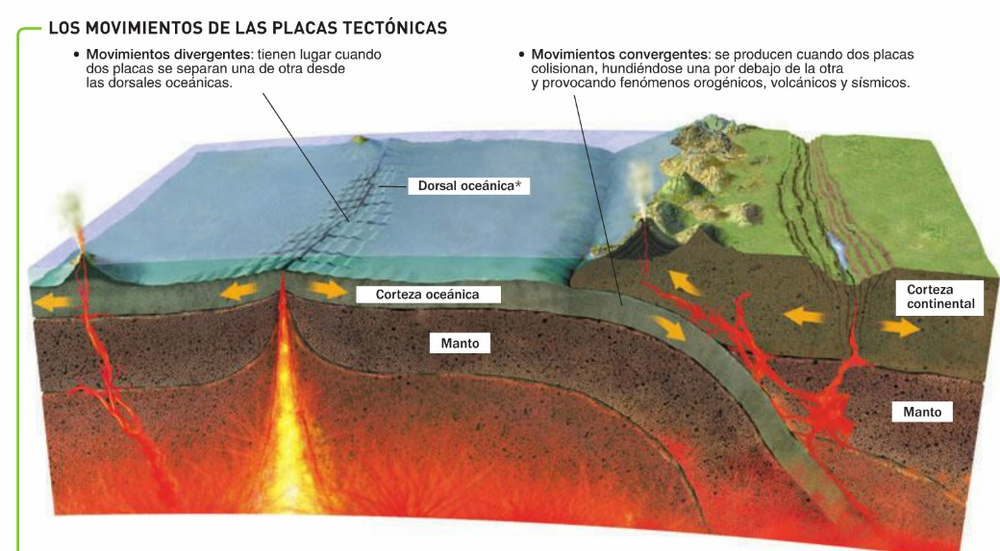 LOS MOVIMIENTOS DE LAS PLACAS TECTÓNICAS
• Movimientos divergentes: tienen lugar cuando
dos placas se separan una de otra desde
las dorsales oceánicas.
• Movimientos convergentes: se producen cuando dos placas
colisionan, hundiéndose una por debajo de la otra
y provocando fenómenos orogénicos, volcánicos y sísmicos.
Dorsal oceánica*
Corteza oceánica
Corteza
continental
Manto
Manto